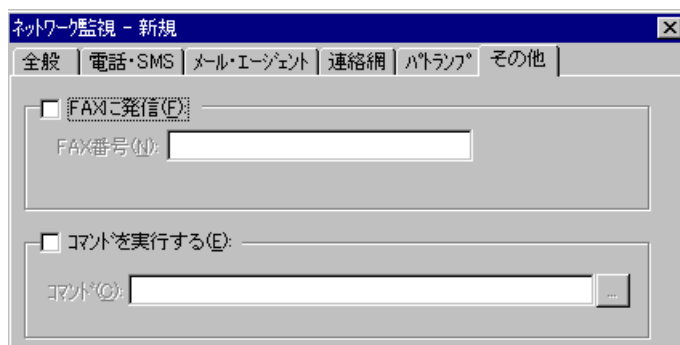 ネットワーク監視 - 新規
全般 電話・SMS メール・エージェント 連絡網 パトランプ その他
FAXに発信(F):
FAX番号(N):
コマンドを実行する(E):
コマンド(C):
...